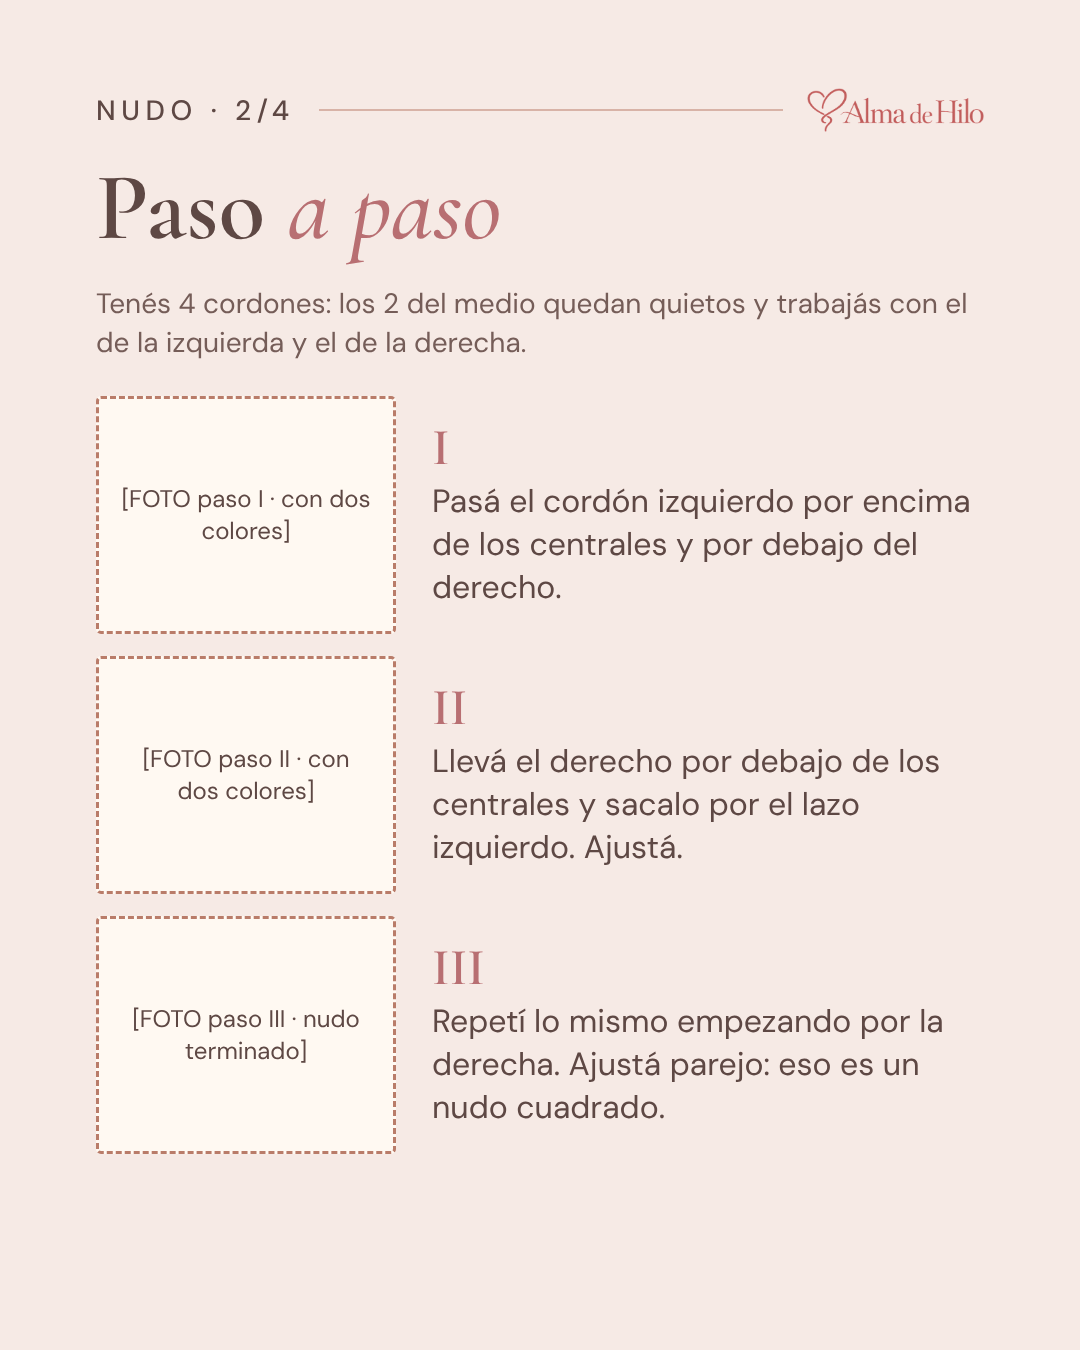 NUDO · 2/4
Alma de Hilo
Paso a paso
Tenés 4 cordones: los 2 del medio quedan quietos y trabajás con el
de la izquierda y el de la derecha.
[FOTO paso I · con dos
colores]
I
Pasá el cordón izquierdo por encima
de los centrales y por debajo del
derecho.
[FOTO paso II · con
dos colores]
II
Llevá el derecho por debajo de los
centrales y sacalo por el lazo
izquierdo. Ajustá.
[FOTO paso III · nudo
terminado]
III
Repetí lo mismo empezando por la
derecha. Ajustá parejo: eso es un
nudo cuadrado.